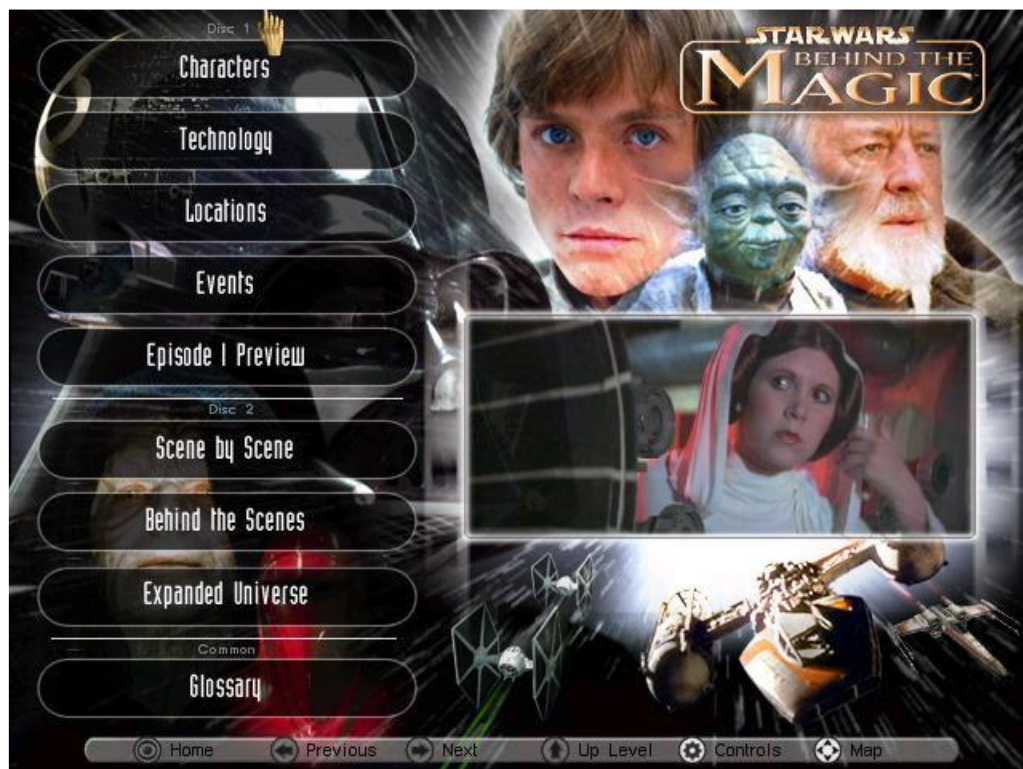 Disc 1
Characters
Technology
Locations
Events
Episode I Preview
Disc 2
Scene by Scene
Behind the Scenes
Expanded Universe
Common
Glossary
STAR WARS
BEHIND THE
MAGIC
Home Previous Next Up Level Controls Map